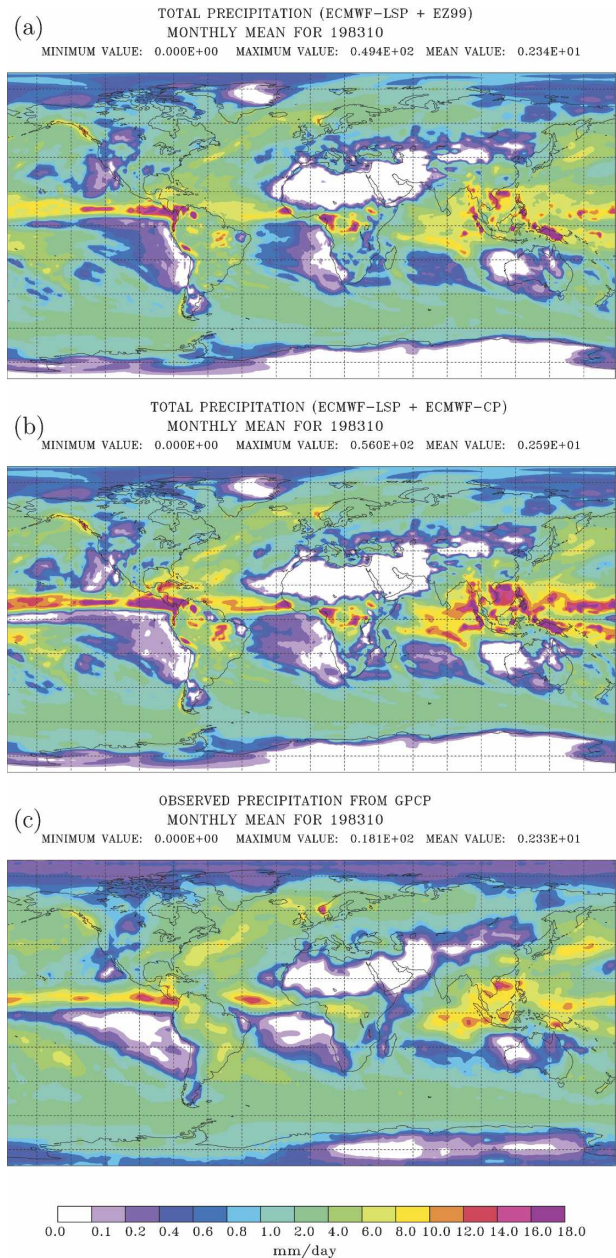 (a)
TOTAL PRECIPITATION (ECMWF-LSP + EZ99)
MONTHLY MEAN FOR 198310
MINIMUM VALUE: 0.000E+00 MAXIMUM VALUE: 0.494E+02 MEAN VALUE: 0.234E+01
(b)
TOTAL PRECIPITATION (ECMWF-LSP + ECMWF-CP)
MONTHLY MEAN FOR 198310
MINIMUM VALUE: 0.000E+00 MAXIMUM VALUE: 0.560E+02 MEAN VALUE: 0.259E+01
(c)
OBSERVED PRECIPITATION FROM GPCP
MONTHLY MEAN FOR 198310
MINIMUM VALUE: 0.000E+00 MAXIMUM VALUE: 0.181E+02 MEAN VALUE: 0.233E+01
0.0 0.1 0.2 0.4 0.6 0.8 1.0 2.0 4.0 6.0 8.0 10.0 12.0 14.0 16.0 18.0
mm/day